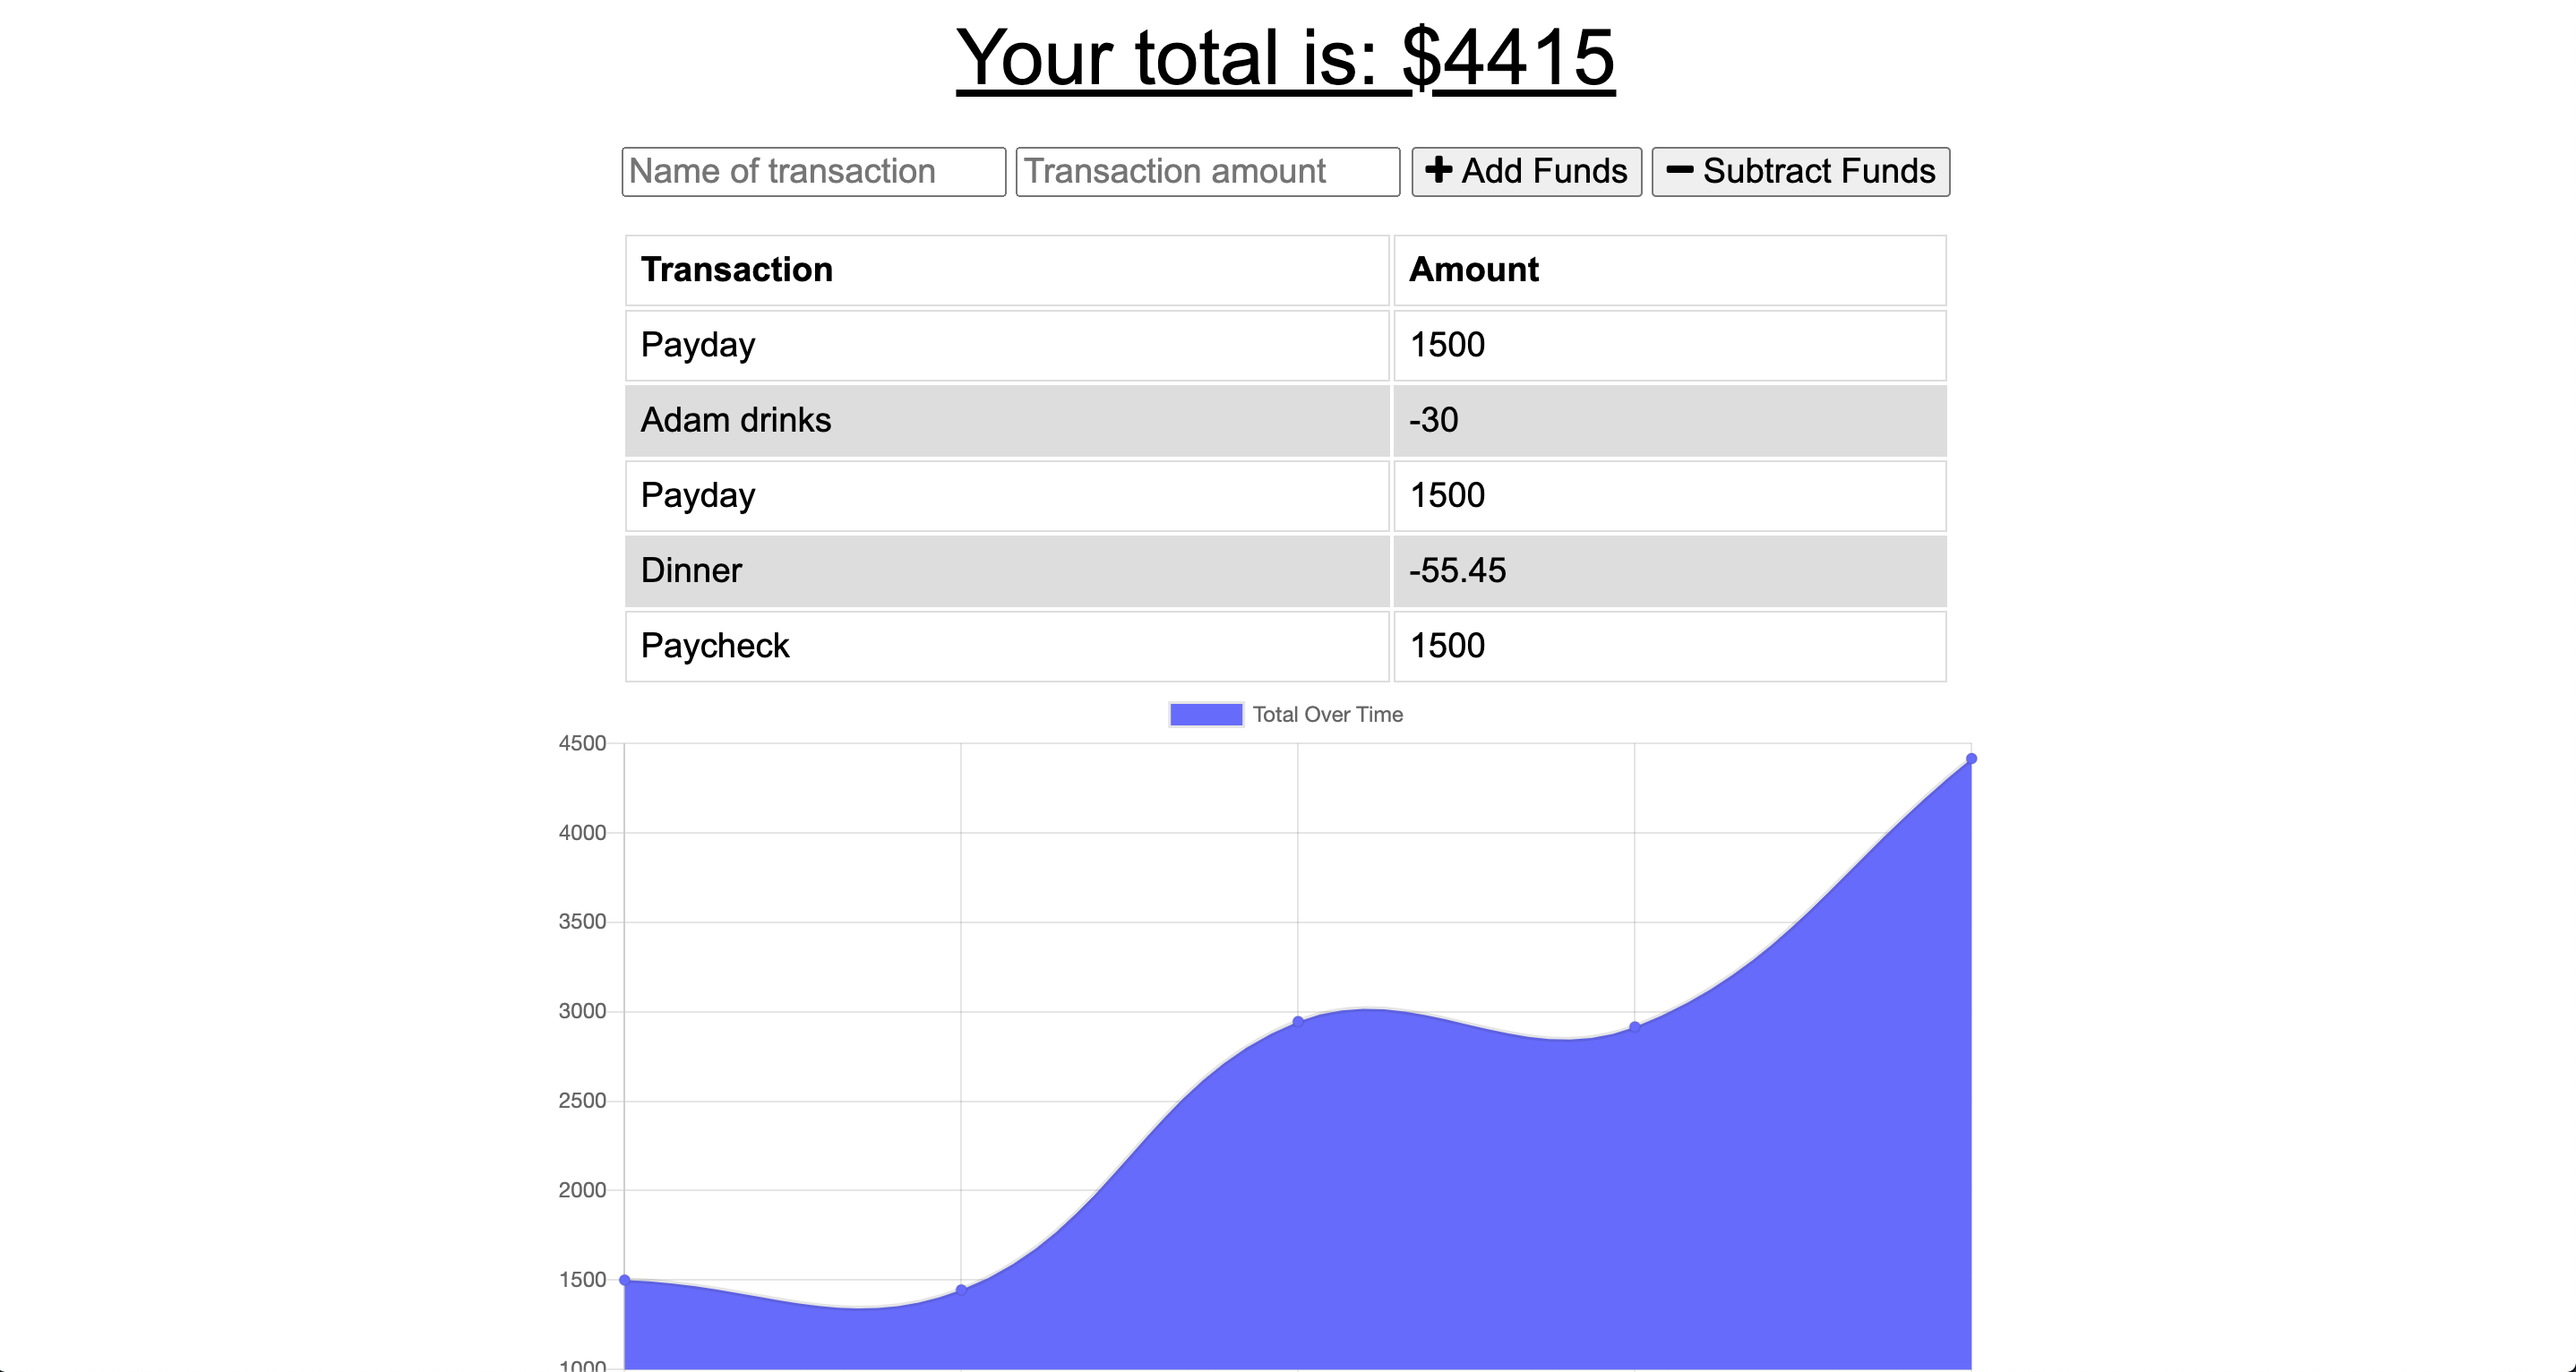 Your total is: $4415
Name of transaction Transaction amount Add Funds Subtract Funds
Transaction Amount
Payday 1500
Adam drinks -30
Payday 1500
Dinner -55.45
Paycheck 1500
Total Over Time
4500
4000
3500
3000
2500
2000
1500
1000